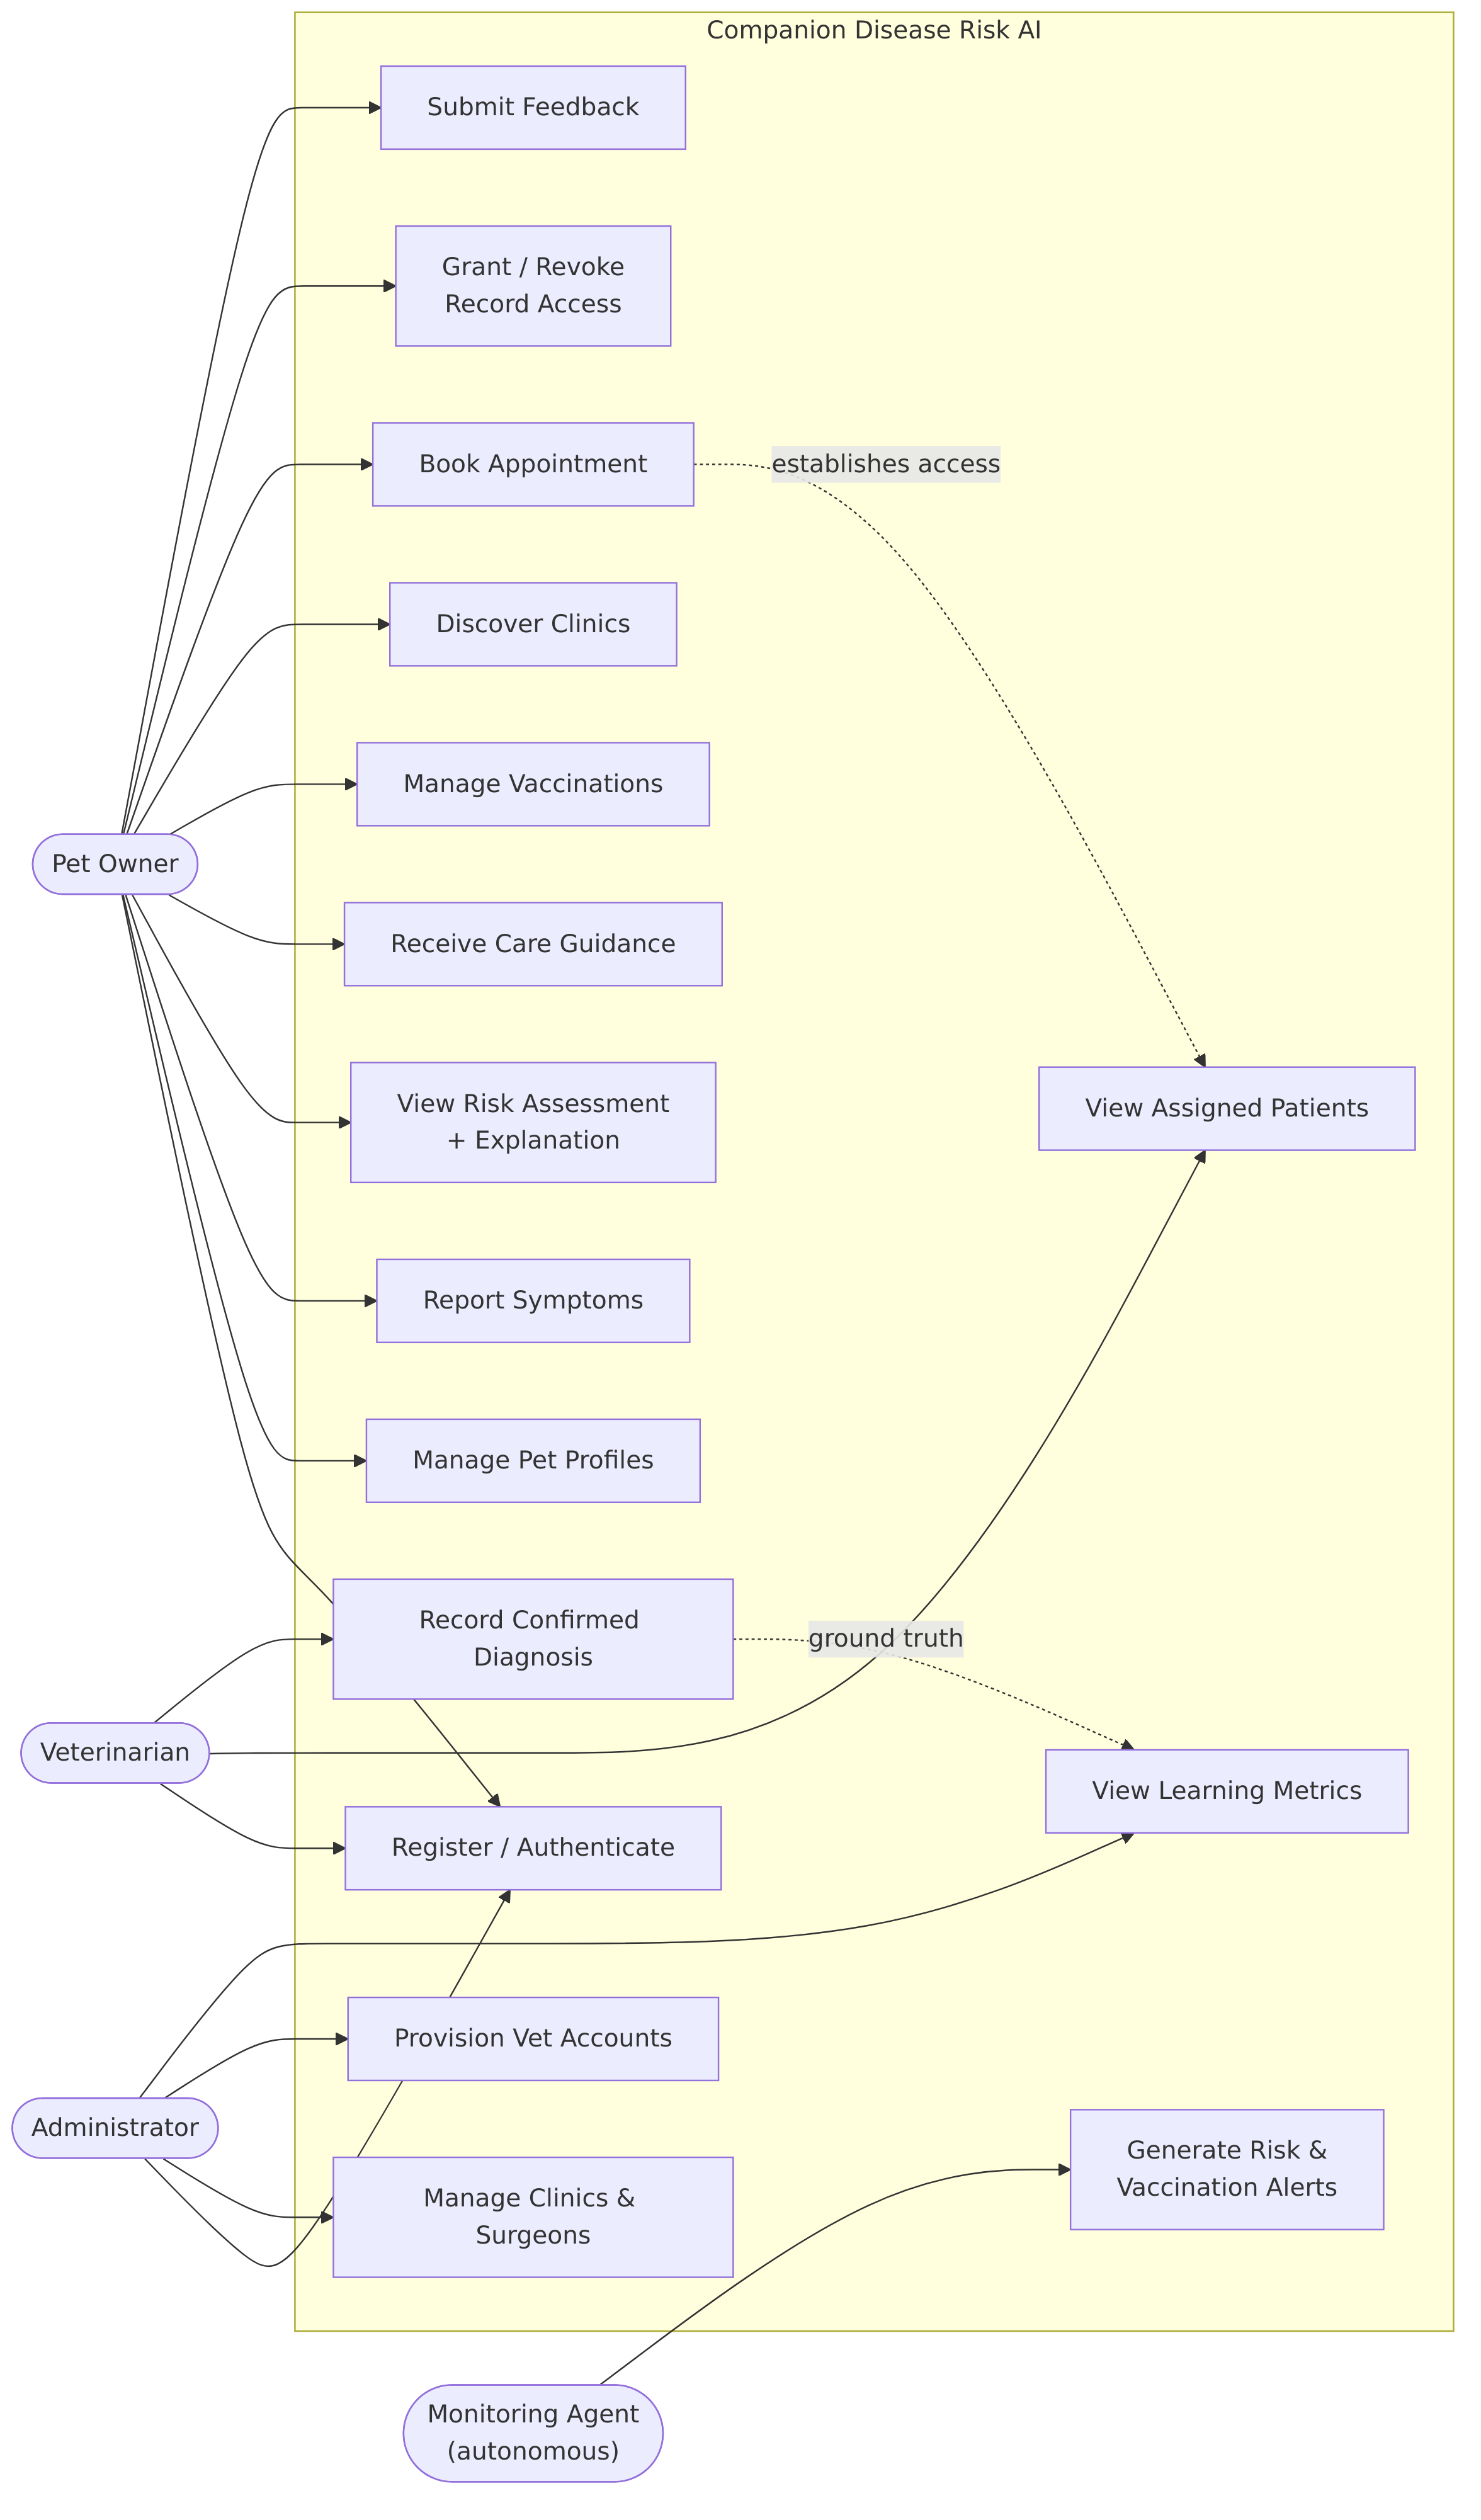 Companion Disease Risk AI
Submit Feedback
Grant / Revoke
Record Access
Book Appointment
establishes access
Discover Clinics
Manage Vaccinations
Pet Owner
Receive Care Guidance
View Risk Assessment
+ Explanation
View Assigned Patients
Report Symptoms
Manage Pet Profiles
Record Confirmed
Diagnosis
ground truth
Veterinarian
View Learning Metrics
Register / Authenticate
Provision Vet Accounts
Administrator
Generate Risk &
Vaccination Alerts
Manage Clinics &
Surgeons
Monitoring Agent
(autonomous)